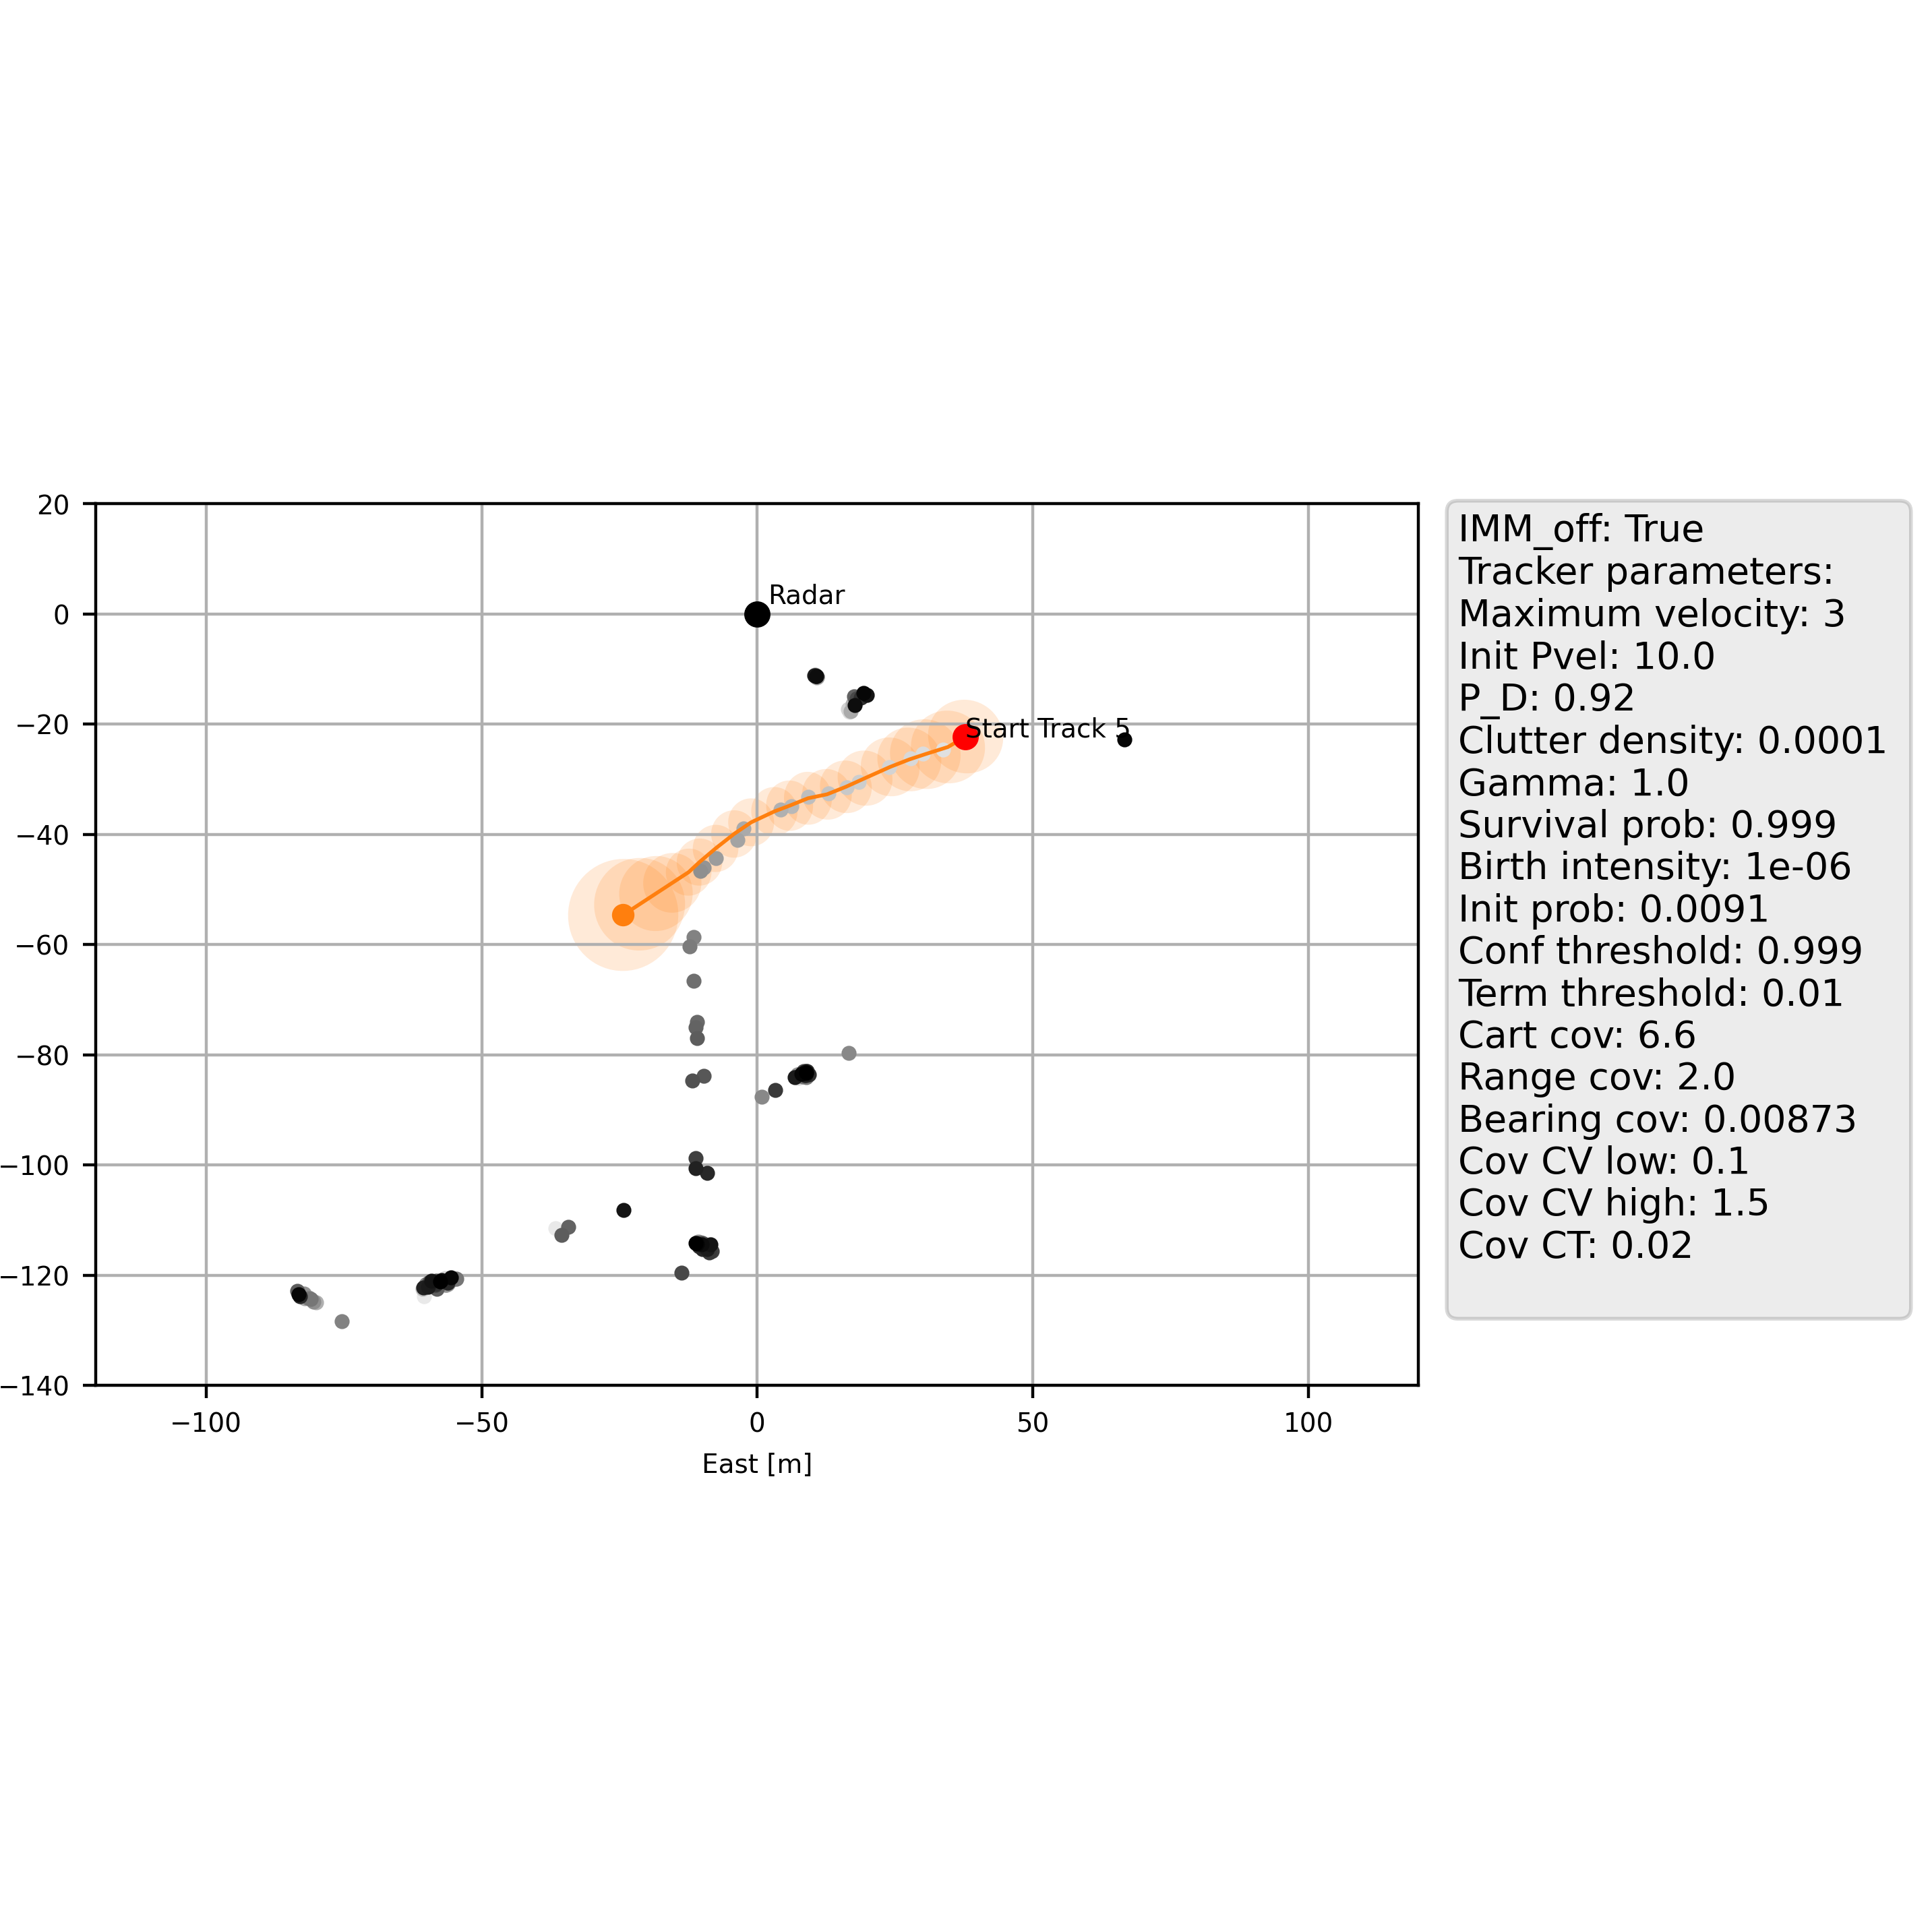 20
0
−20
−40
−60
−80
−100
−120
−140
−100
−50
0
50
100
East [m]
Radar
Start Track 5
IMM_off: True
Tracker parameters:
Maximum velocity: 3
Init Pvel: 10.0
P_D: 0.92
Clutter density: 0.0001
Gamma: 1.0
Survival prob: 0.999
Birth intensity: 1e-06
Init prob: 0.0091
Conf threshold: 0.999
Term threshold: 0.01
Cart cov: 6.6
Range cov: 2.0
Bearing cov: 0.00873
Cov CV low: 0.1
Cov CV high: 1.5
Cov CT: 0.02